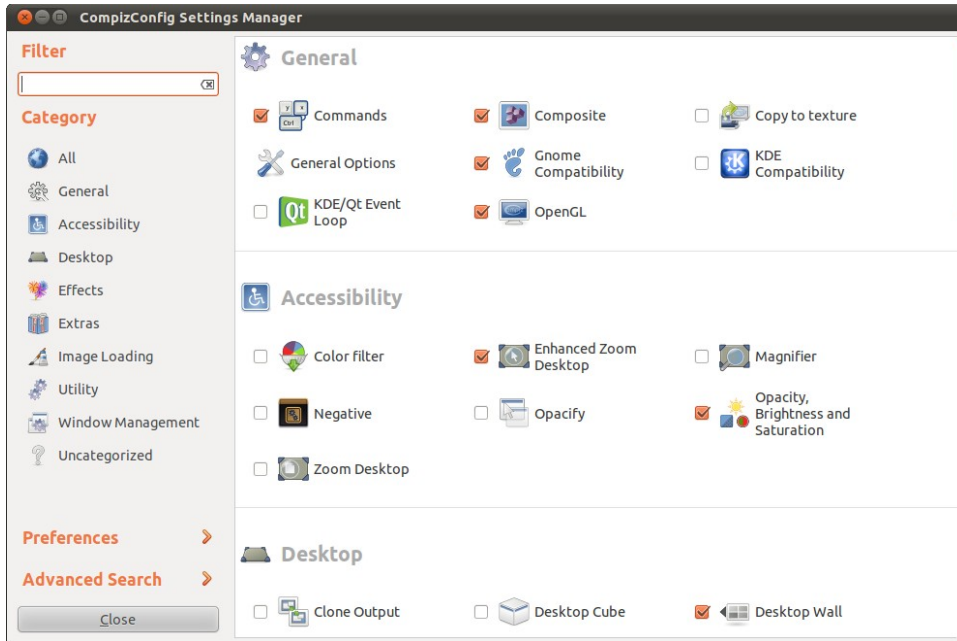 CompizConfig Settings Manager
Filter
Category
All
General
Accessibility
Desktop
Effects
Extras
Image Loading
Utility
Window Management
Uncategorized
Preferences
Advanced Search
Close
General
Commands
Composite
Copy to texture
General Options
Gnome
Compatibility
KDE
Compatibility
KDE/Qt Event
Loop
OpenGL
Accessibility
Color filter
Enhanced Zoom
Desktop
Magnifier
Negative
Opacify
Opacity,
Brightness and
Saturation
Zoom Desktop
Desktop
Clone Output
Desktop Cube
Desktop Wall